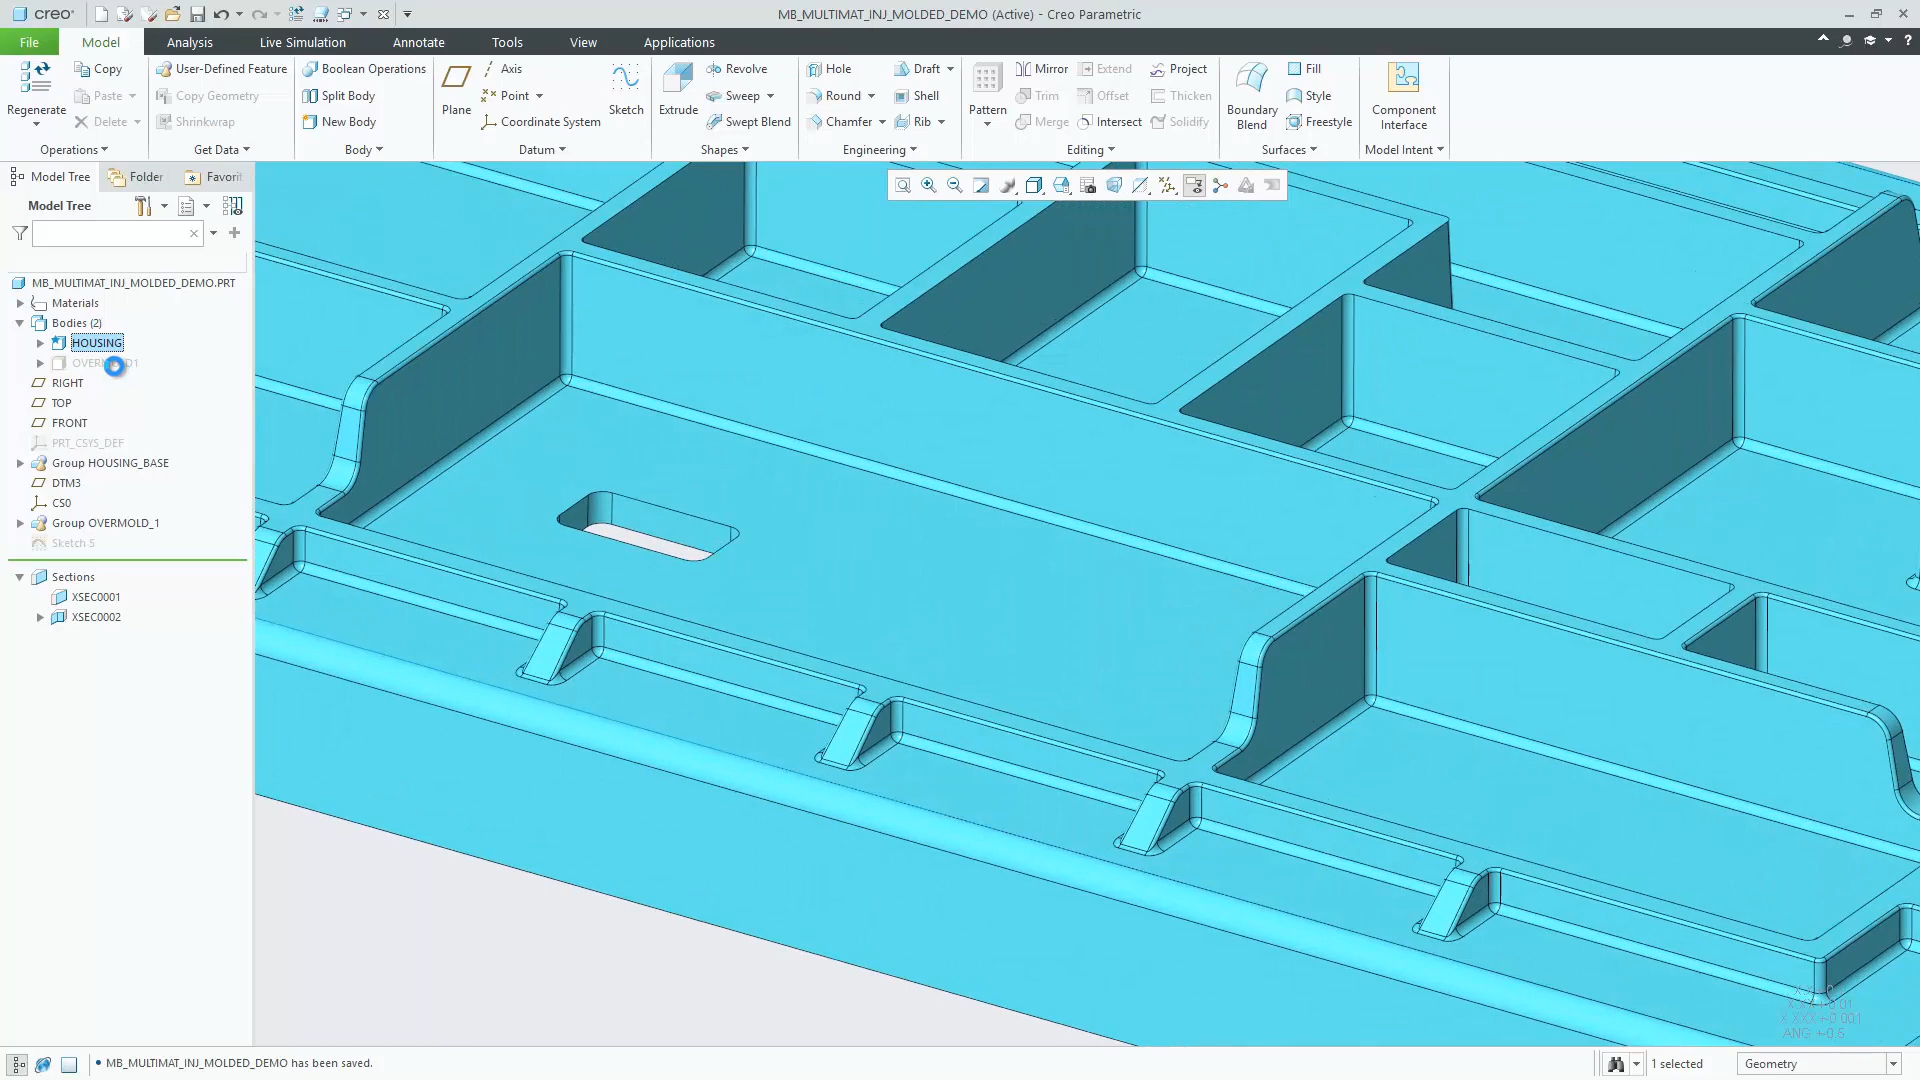 creo
MB_MULTIMAT_INJ_MOLDED_DEMO (Active) - Creo Parametric
File Model Analysis Live Simulation Annotate Tools View Applications
Regenerate
Copy
Paste
Delete
Operations
User-Defined Feature
Copy Geometry
Shrinkwrap
Get Data
Boolean Operations
Split Body
New Body
Body
Plane
Axis
Point
Coordinate System
Sketch
Datum
Extrude
Revolve
Sweep
Swept Blend
Shapes
Hole
Round
Chamfer
Draft
Shell
Rib
Engineering
Pattern
Mirror
Trim
Merge
Extend
Offset
Intersect
Project
Thicken
Solidify
Editing
Boundary
Blend
Fill
Style
Freestyle
Surfaces
Component
Interface
Model Intent
Model Tree Folder Favorit
Model Tree
MB_MULTIMAT_INJ_MOLDED_DEMO.PRT
Materials
Bodies (2)
HOUSING
RIGHT
TOP
FRONT
PRT_CSYS_DEF
Group HOUSING_BASE
DTM3
CS0
Group OVERMOLD_1
Sketch 5
Sections
XSEC0001
XSEC0002
MB_MULTIMAT_INJ_MOLDED_DEMO has been saved.
1 selected
Geometry